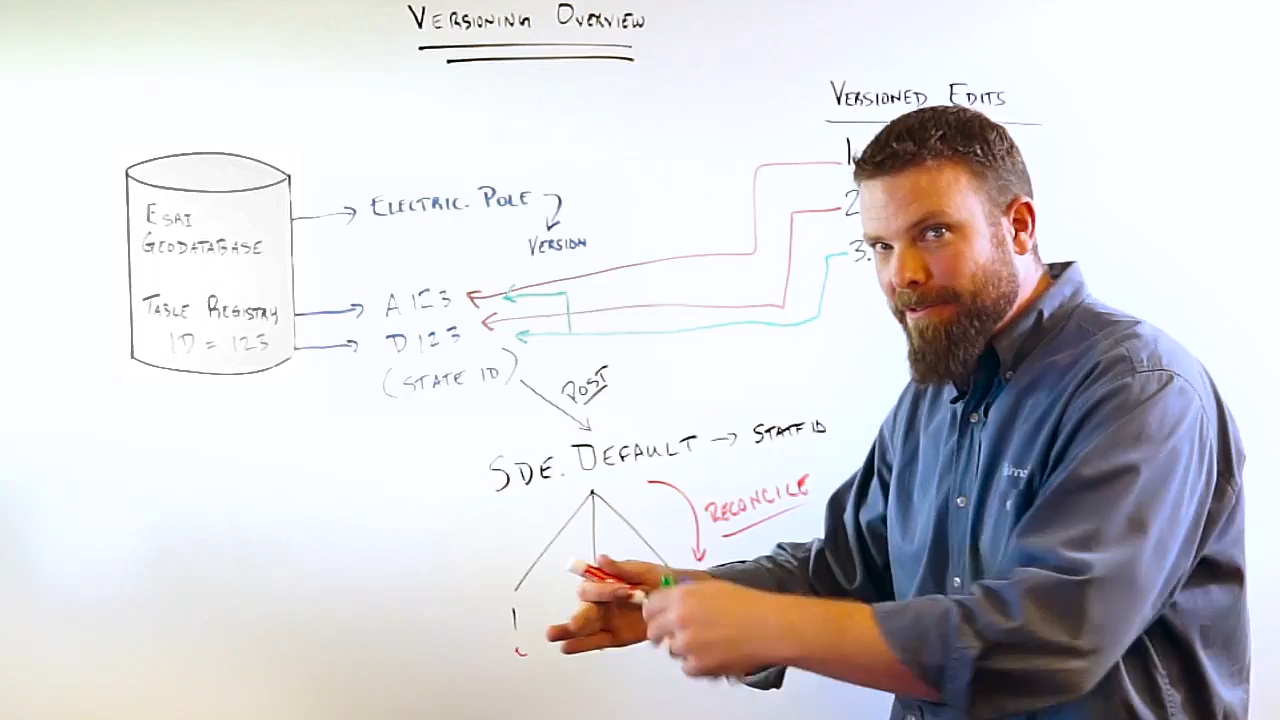 VERSIONING OVERVIEW
VERSIONED EDITS
1.
2
3.
ESRI
GEODATABASE
TABLE REGISTRY
ID = 123
ELECTRIC. POLE
VERSION
A 123
D 123
(STATE ID)
POST
SDE. DEFAULT → STATE ID
RECONCILE
1